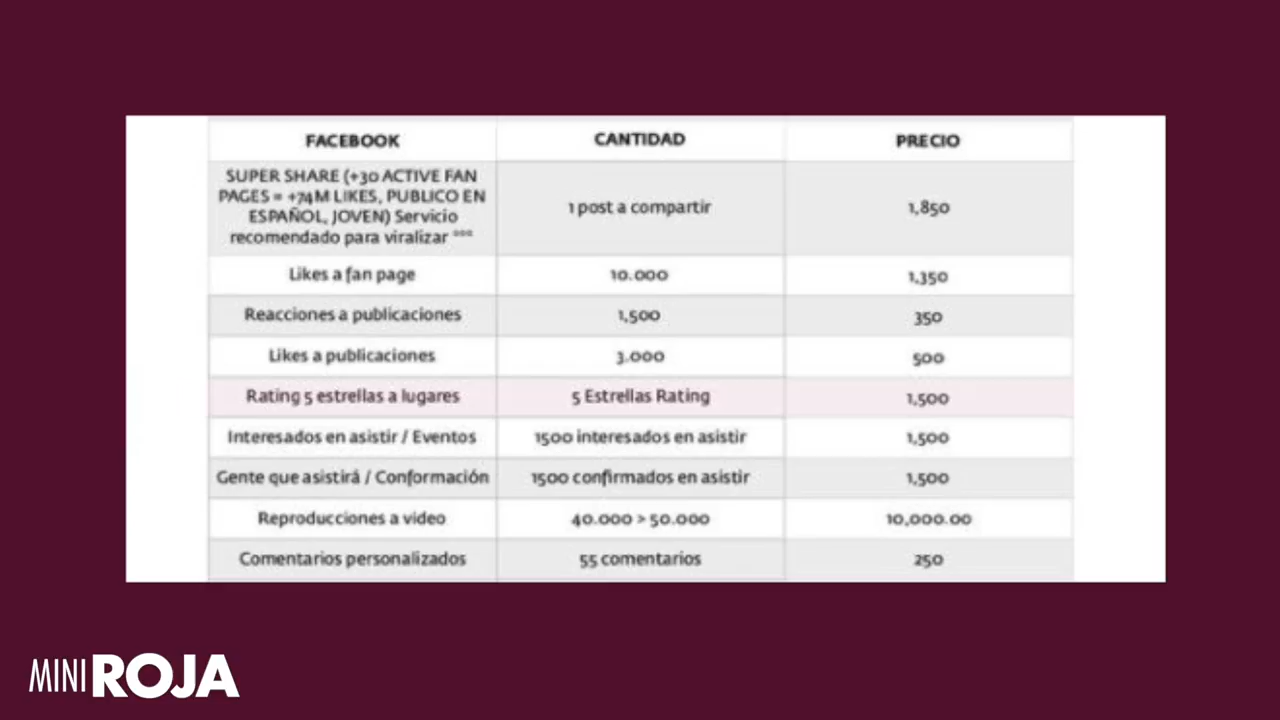 FACEBOOK CANTIDAD PRECIO
SUPER SHARE (+30 ACTIVE FAN
PAGES = +74M LIKES, PUBLICO EN
ESPAÑOL, JOVEN) Servicio
recomendado para viralizar °°°
1 post a compartir
1,850
Likes a fan page 10.000 1,350
Reacciones a publicaciones 1,500 350
Likes a publicaciones 3.000 500
Rating 5 estrellas a lugares 5 Estrellas Rating 1,500
Interesados en asistir / Eventos 1500 interesados en asistir 1,500
Gente que asistirá / Conformación 1500 confirmados en asistir 1,500
Reproducciones a video 40.000 > 50.000 10,000.00
Comentarios personalizados 55 comentarios 250
MINI ROJA